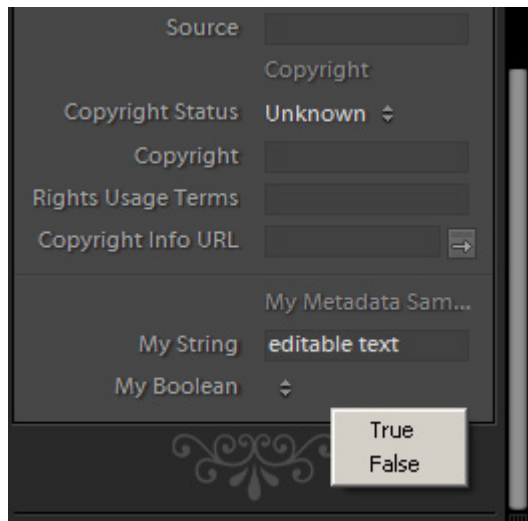 Source
Copyright
Copyright Status Unknown
Copyright
Rights Usage Terms
Copyright Info URL
My Metadata Sam...
My String editable text
My Boolean
True
False